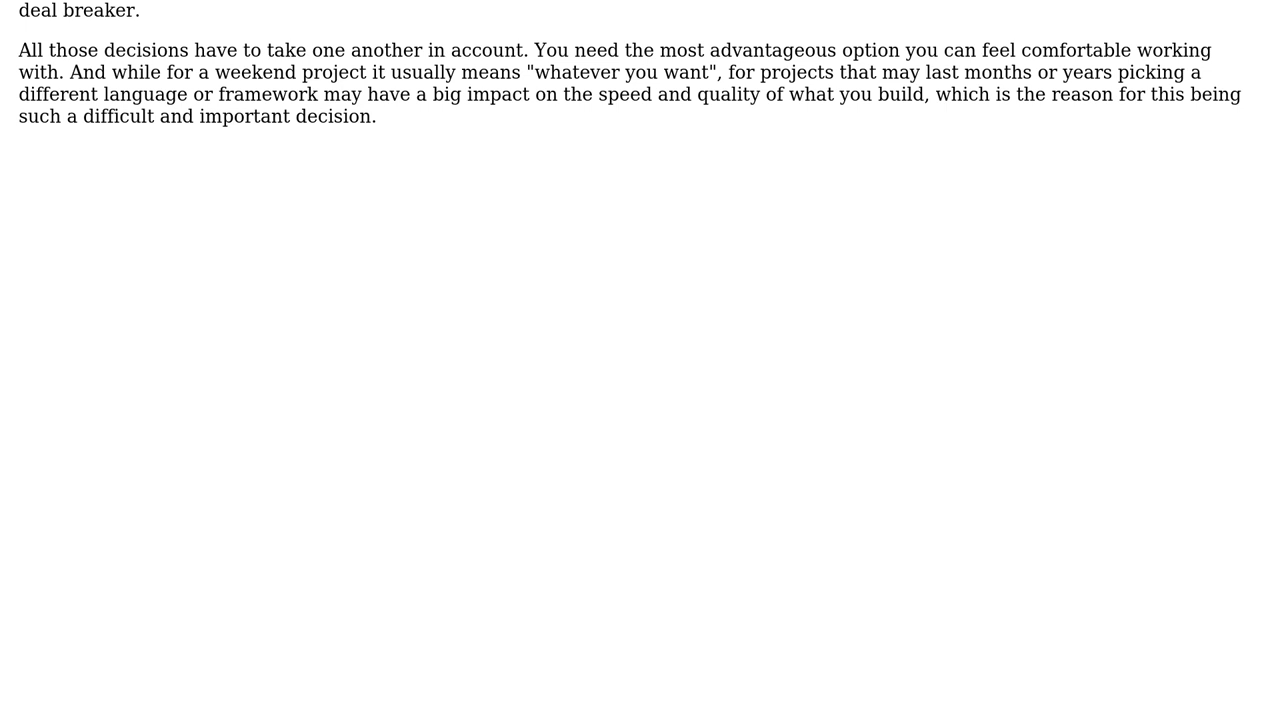 deal breaker.
All those decisions have to take one another in account. You need the most advantageous option you can feel comfortable working
with. And while for a weekend project it usually means "whatever you want", for projects that may last months or years picking a
different language or framework may have a big impact on the speed and quality of what you build, which is the reason for this being
such a difficult and important decision.